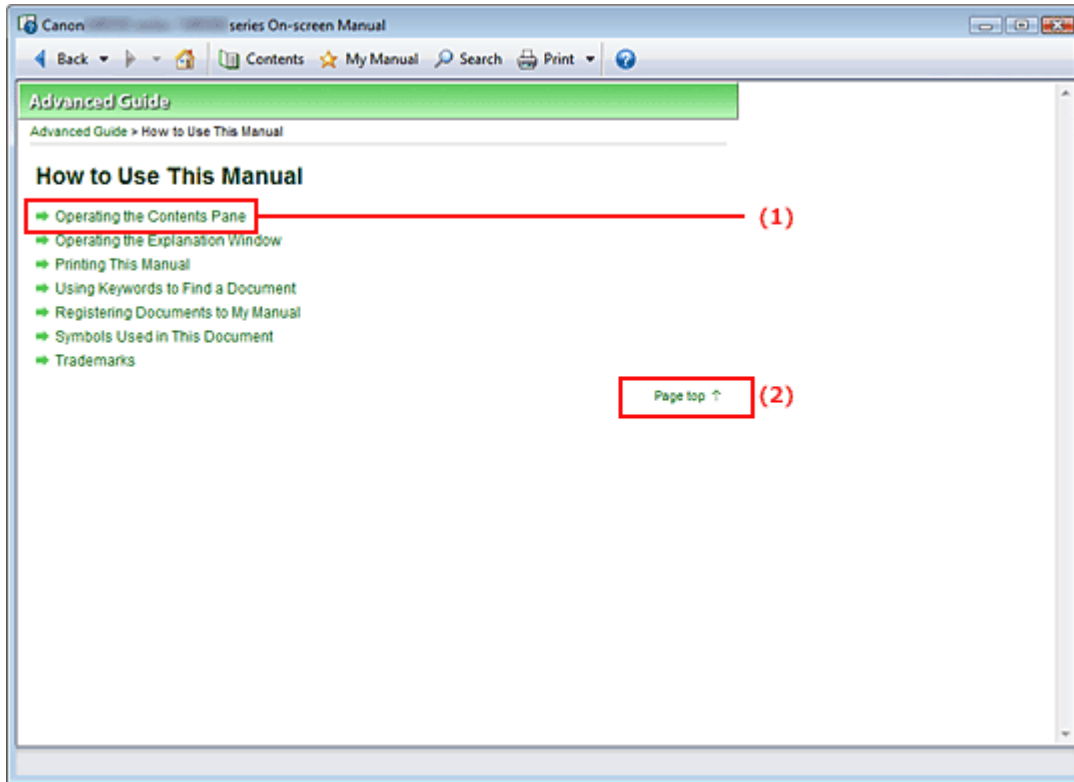 Canon series On-screen Manual
Back Contents My Manual Search Print
Advanced Guide
Advanced Guide > How to Use This Manual
How to Use This Manual
Operating the Contents Pane (1)
Operating the Explanation Window
Printing This Manual
Using Keywords to Find a Document
Registering Documents to My Manual
Symbols Used in This Document
Trademarks
Page top ↑ (2)